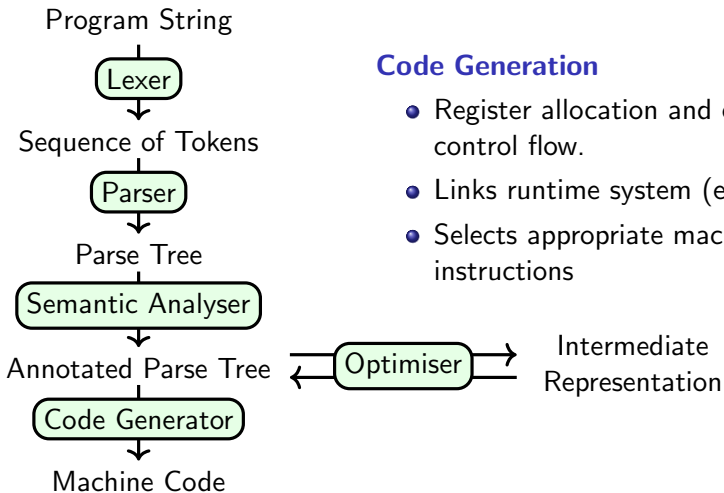 Program String
Lexer
Sequence of Tokens
Parser
Parse Tree
Semantic Analyser
Annotated Parse Tree
Code Generator
Machine Code
Optimiser
Intermediate
Representation
Code Generation
Register allocation and
control flow.
Links runtime system
Selects appropriate
instructions